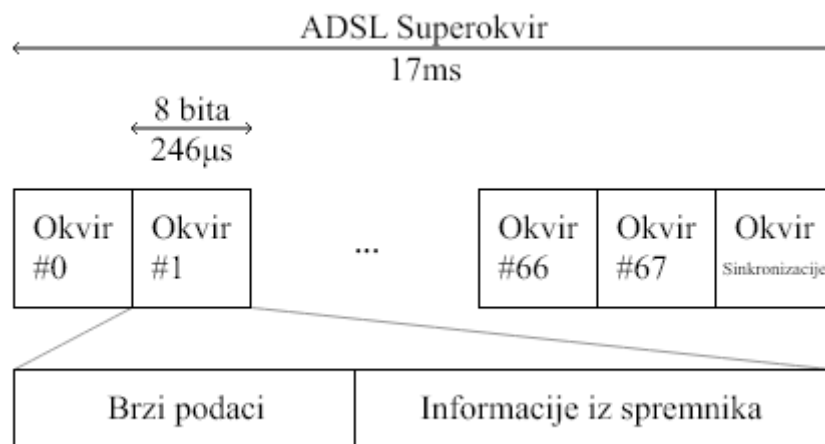 ADSL Superokvir
17ms
8 bita
246μs
Okvir
#0
Okvir
#1
...
Okvir
#66
Okvir
#67
Okvir
Sinkronizacije
Brzi podaci
Informacije iz spremnika